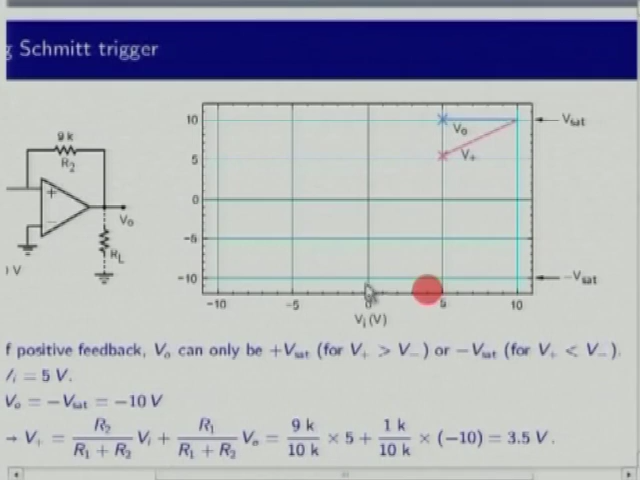 g Schmitt trigger
9 k
R2
+
−
Vo
RL
0 V
10
5
0
−5
−10
−10
−5
0
5
10
Vi (V)
Vo
V+
Vsat
−Vsat
f positive feedback, Vo can only be +Vsat (for V+ > V−) or −Vsat (for V+ < V−).
Vi = 5 V.
Vo = −Vsat = −10 V
→ V+ = R2 / (R1 + R2) Vi + R1 / (R1 + R2) Vo = 9 k / 10 k × 5 + 1 k / 10 k × (−10) = 3.5 V.